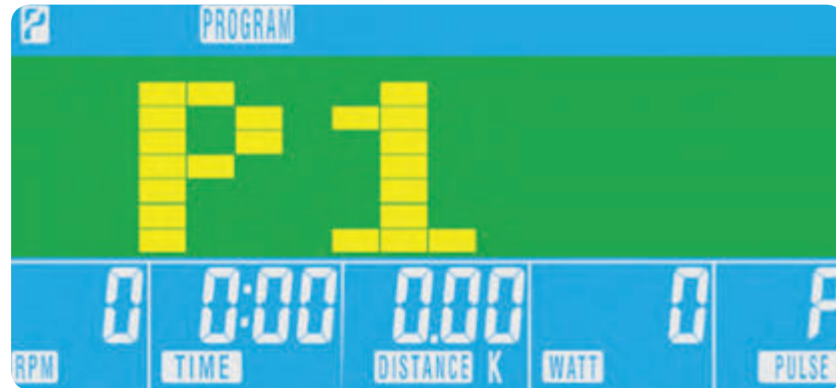 P PROGRAM
P1
0 0:00 0.00 0 P
RPM TIME DISTANCE K WATT PULSE